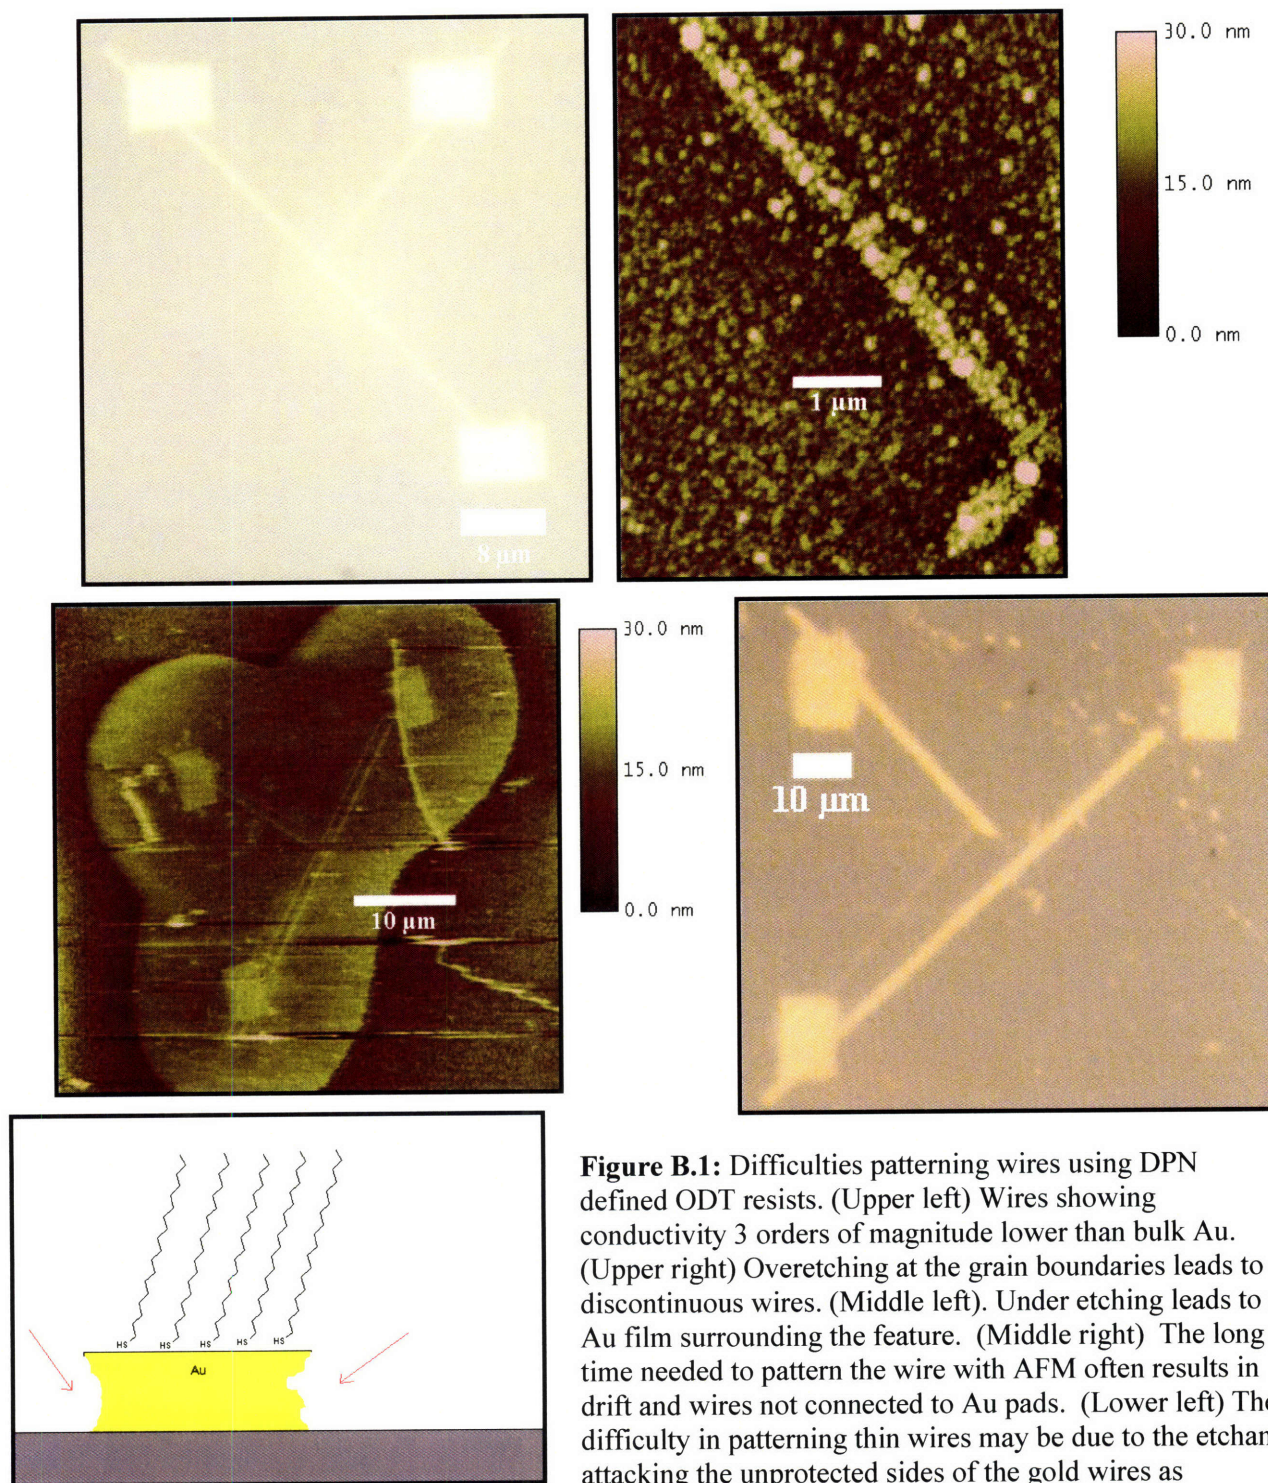 30.0 nm
15.0 nm
0.0 nm
1 µm
8 µm
30.0 nm
15.0 nm
0.0 nm
10 µm
10 µm
HS HS HS HS HS
Au
Figure B.1: Difficulties patterning wires using DPN
defined ODT resists. (Upper left) Wires showing
conductivity 3 orders of magnitude lower than bulk Au.
(Upper right) Overetching at the grain boundaries leads to
discontinuous wires. (Middle left). Under etching leads to
Au film surrounding the feature. (Middle right) The long
time needed to pattern the wire with AFM often results in
drift and wires not connected to Au pads. (Lower left) The
difficulty in patterning thin wires may be due to the etchan
attacking the unprotected sides of the gold wires as